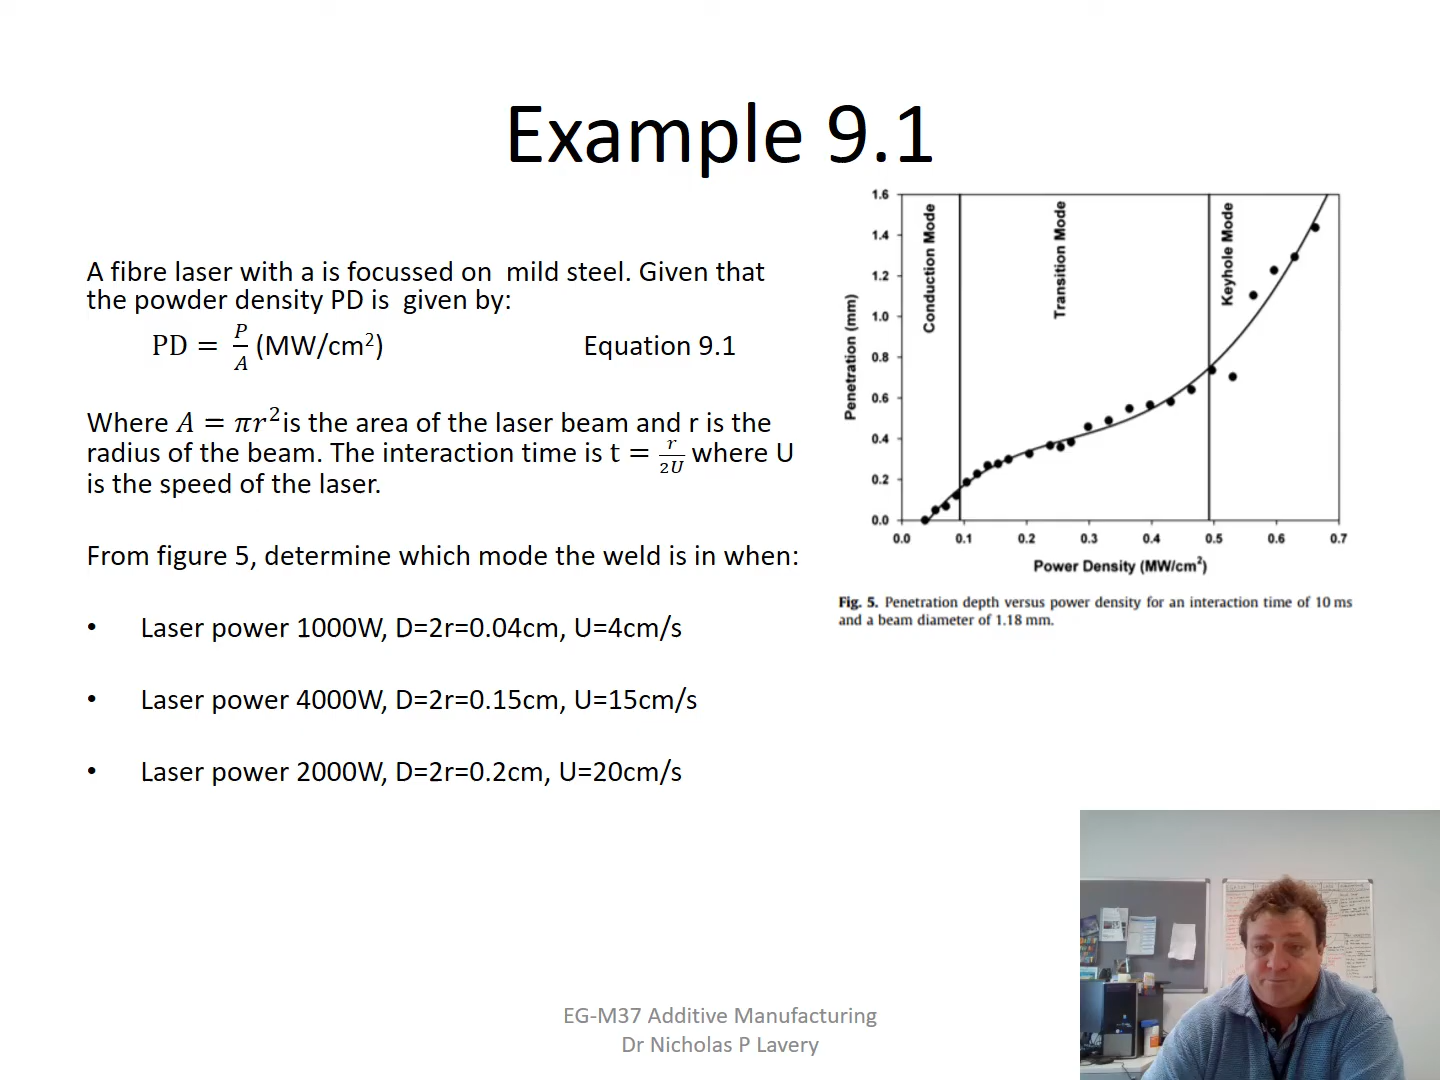 Example 9.1
A fibre laser with a is focussed on mild steel. Given that
the powder density PD is given by:
PD = P/A (MW/cm²) Equation 9.1
Where A = πr² is the area of the laser beam and r is the
radius of the beam. The interaction time is t = r/2U where U
is the speed of the laser.
From figure 5, determine which mode the weld is in when:
• Laser power 1000W, D=2r=0.04cm, U=4cm/s
• Laser power 4000W, D=2r=0.15cm, U=15cm/s
• Laser power 2000W, D=2r=0.2cm, U=20cm/s
Penetration (mm)
1.6
1.4
1.2
1.0
0.8
0.6
0.4
0.2
0.0
Conduction Mode
Transition Mode
Keyhole Mode
0.0 0.1 0.2 0.3 0.4 0.5 0.6 0.7
Power Density (MW/cm²)
Fig. 5. Penetration depth versus power density for an interaction time of 10 ms
and a beam diameter of 1.18 mm.
EG-M37 Additive Manufacturing
Dr Nicholas P Lavery